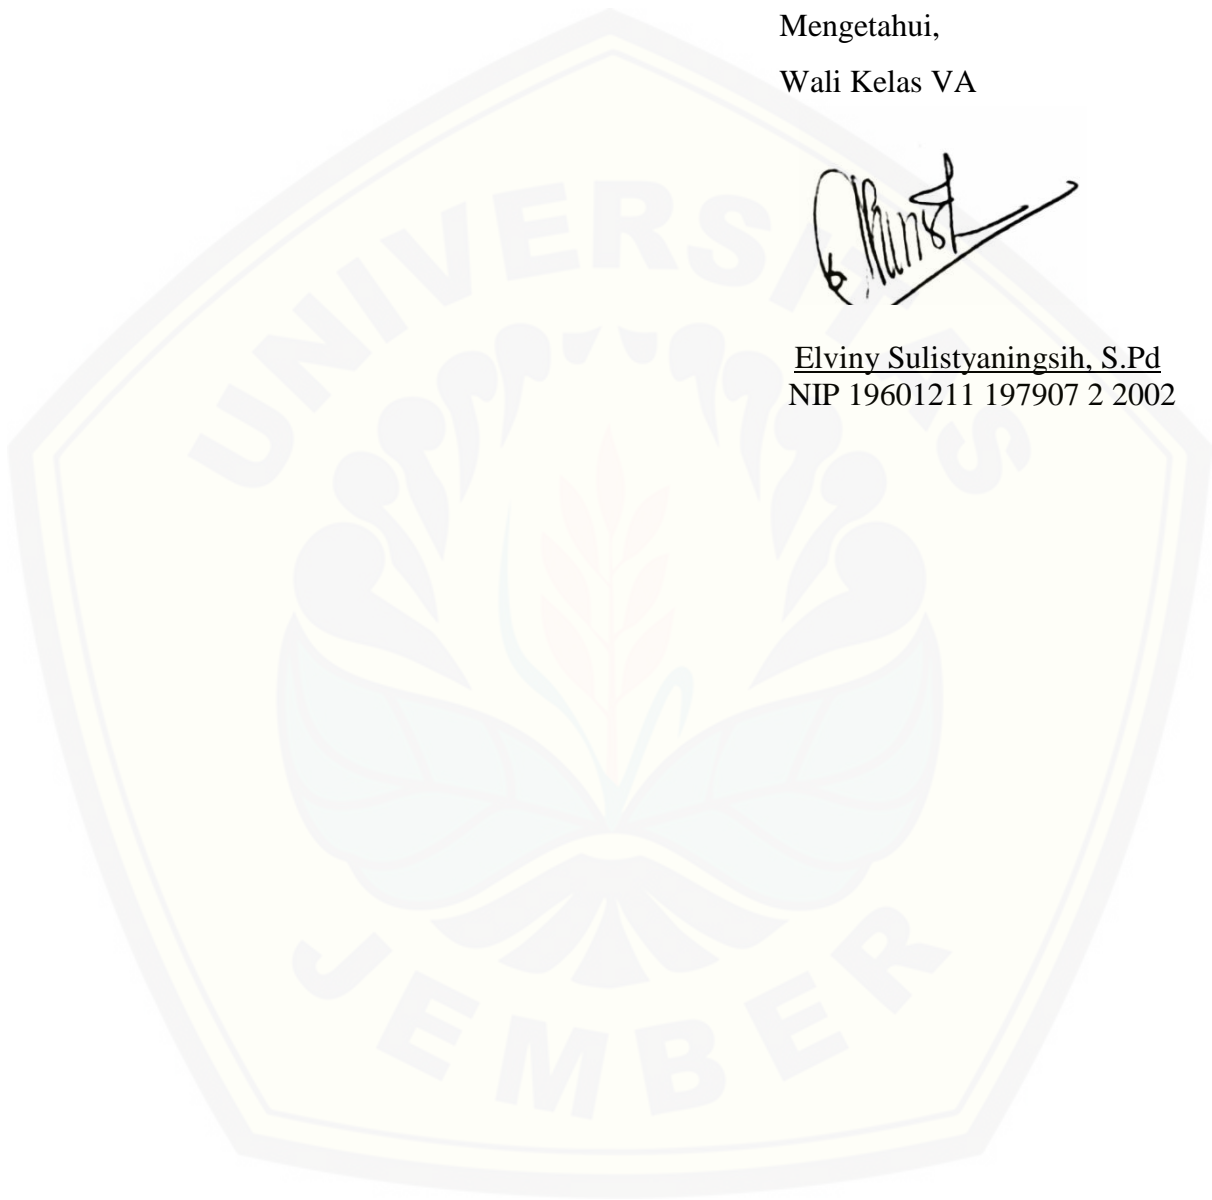 Mengetahui,
Wali Kelas VA
Elviny Sulistyaningsih, S.Pd
NIP 19601211 197907 2 2002
UNIVERSITAS
JEMBER